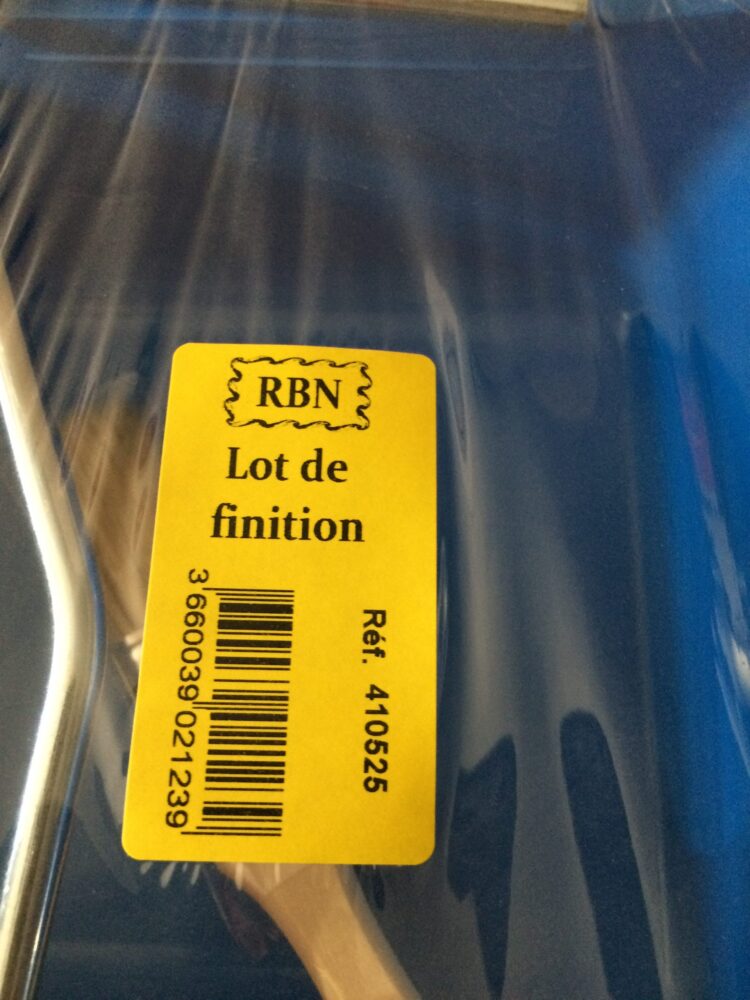 RBN
Lot de
finition
Réf. 410525
3 660039 021239